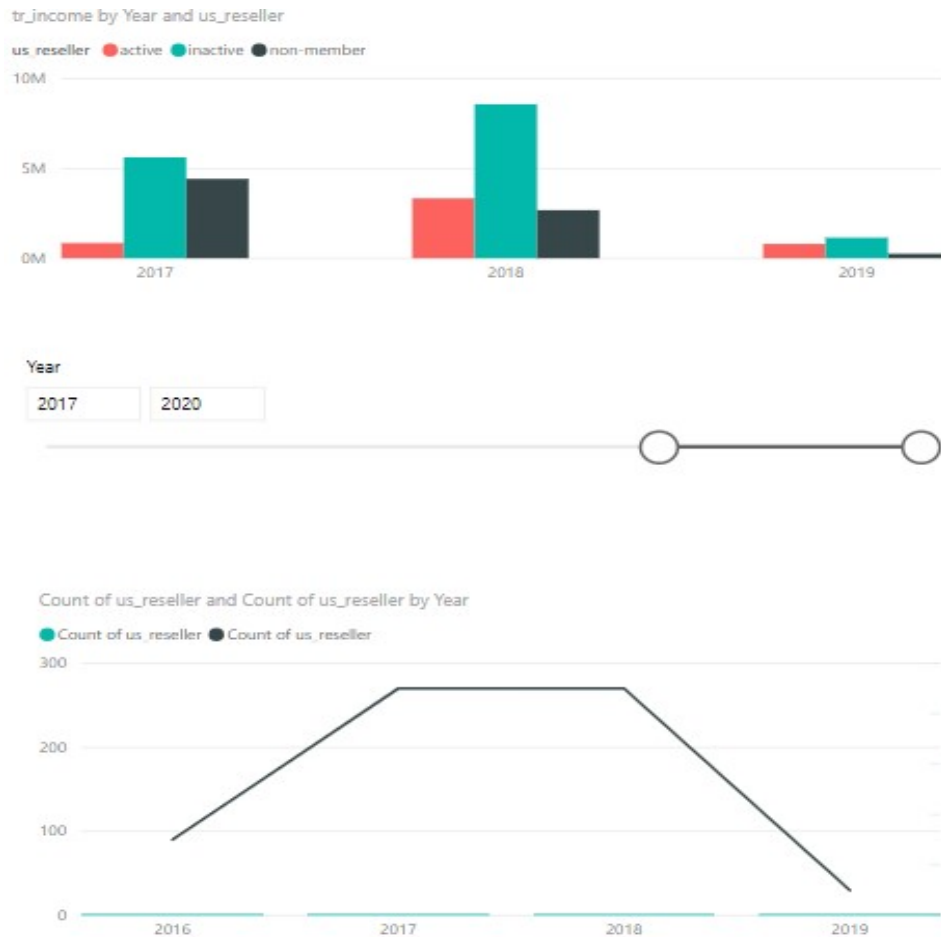 tr_income by Year and us_reseller
us_reseller active inactive non-member
10M
5M
0M
2017 2018 2019
Year
2017 2020
Count of us_reseller and Count of us_reseller by Year
Count of us_reseller Count of us_reseller
300
200
100
0
2016 2017 2018 2019